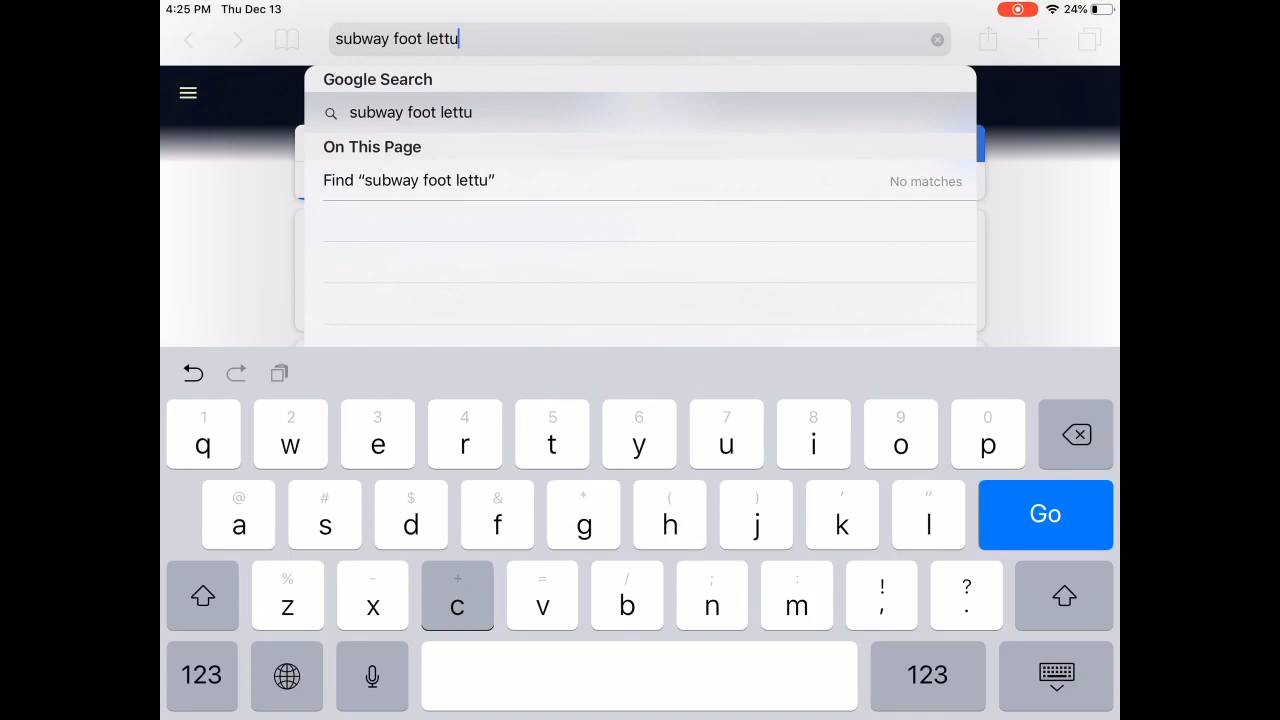 4:25 PM Thu Dec 13 24%
subway foot lettu
Google Search
subway foot lettu
On This Page
Find “subway foot lettu” No matches
1 2 3 4 5 6 7 8 9 0
q w e r t y u i o p
@ # $ & * ( ) ' "
a s d f g h j k l Go
% - + = / ; : ! ?
z x c v b n m , .
123 123